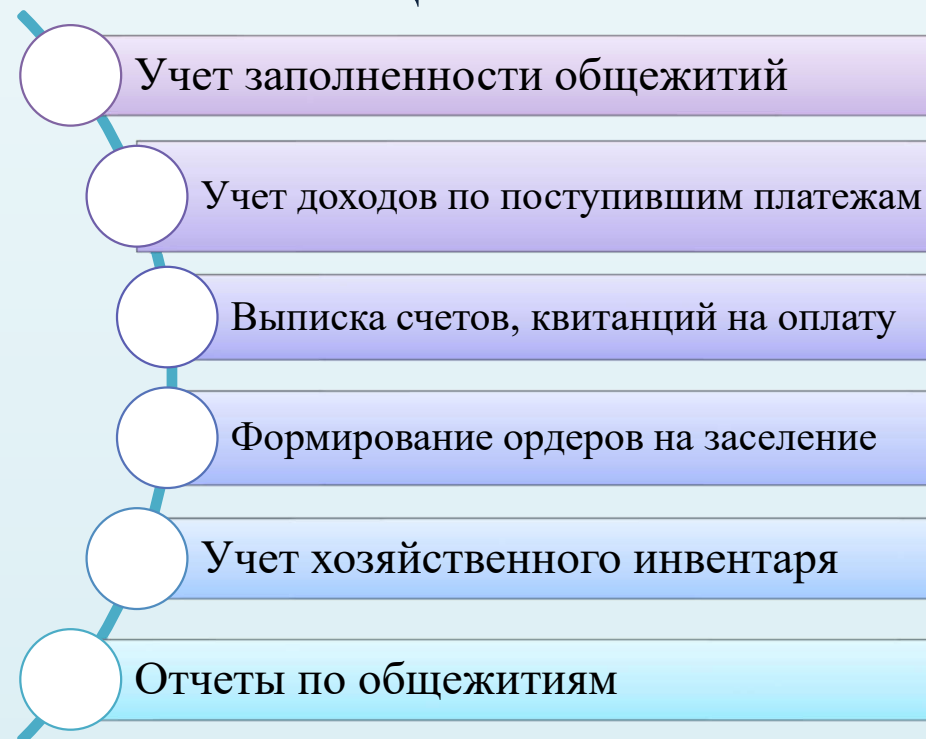 Учет заполненности общежитий
Учет доходов по поступившим платежам
Выписка счетов, квитанций на оплату
Формирование ордеров на заселение
Учет хозяйственного инвентаря
Отчеты по общежитиям